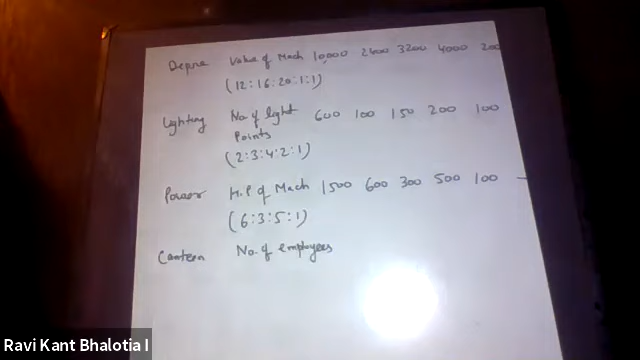 Depre Value of Mach 10,000 2400 3200 4000 200
(12:16:20:1:1)
Lighting No. of light 600 100 150 200 100
Points
(2:3:4:2:1)
Power H.P of Mach 1500 600 300 500 100 -
(6:3:5:1)
Canteen No. of employees
Ravi Kant Bhalotia I